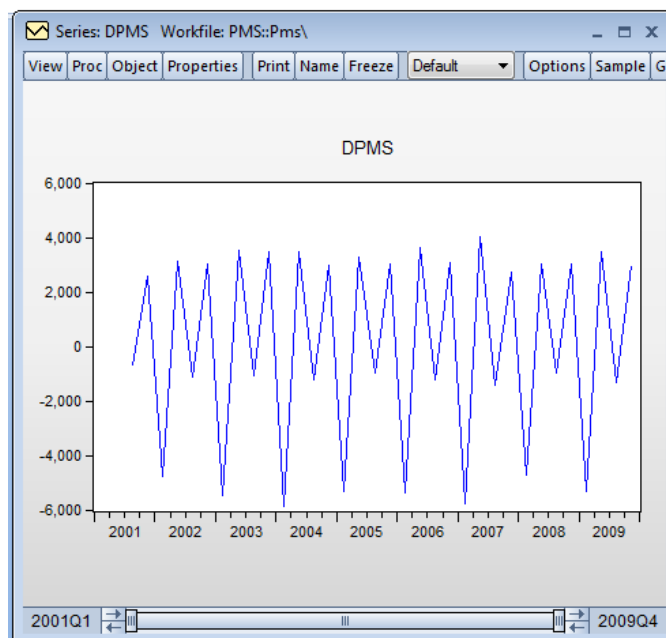 Series: DPMS Workfile: PMS::Pms\
View Proc Object Properties Print Name Freeze Default Options Sample G
DPMS
6,000
4,000
2,000
0
-2,000
-4,000
-6,000
2001 2002 2003 2004 2005 2006 2007 2008 2009
2001Q1 2009Q4